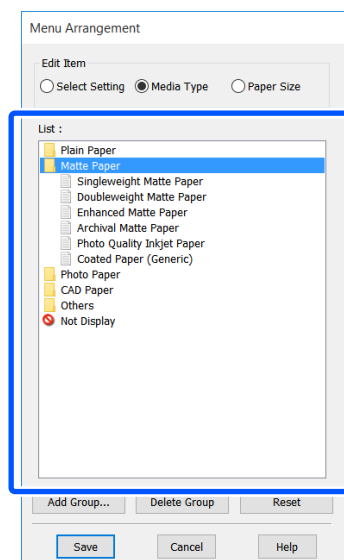 Menu Arrangement
Edit Item
Select Setting Media Type Paper Size
List :
Plain Paper
Matte Paper
Singleweight Matte Paper
Doubleweight Matte Paper
Enhanced Matte Paper
Archival Matte Paper
Photo Quality Inkjet Paper
Coated Paper (Generic)
Photo Paper
CAD Paper
Others
Not Display
Add Group... Delete Group Reset
Save Cancel Help